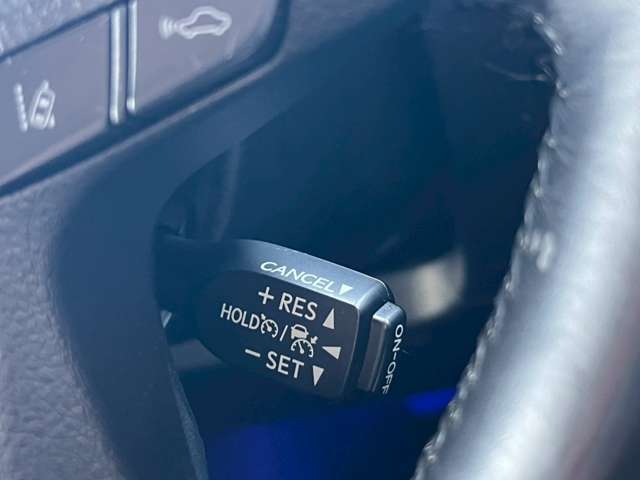 CANCEL▼
+ RES ▲
HOLD / ◀
− SET ▼
ON-OFF